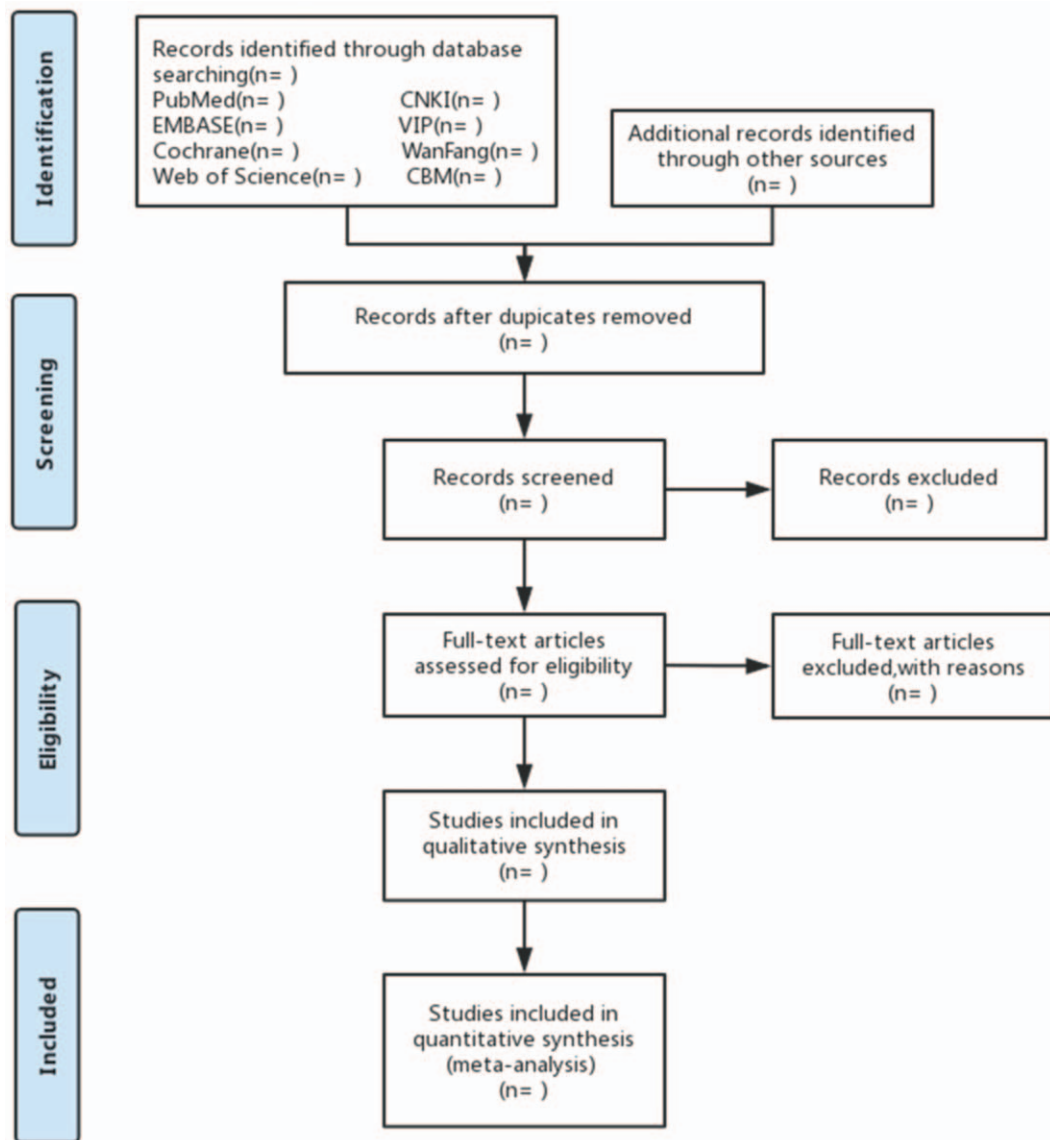 Identification
Records identified through database
searching(n= )
PubMed(n= ) CNKI(n= )
EMBASE(n= ) VIP(n= )
Cochrane(n= ) WanFang(n= )
Web of Science(n= ) CBM(n= )
Additional records identified
through other sources
(n= )
Screening
Records after dupicates removed
(n= )
Records screened
(n= )
Records excluded
(n= )
Eligibility
Full-text articles
assessed for eligibility
(n= )
Full-text articles
excluded,with reasons
(n= )
Studies included in
qualitative synthesis
(n= )
Included
Studies included in
quantitative synthesis
(meta-analysis)
(n= )